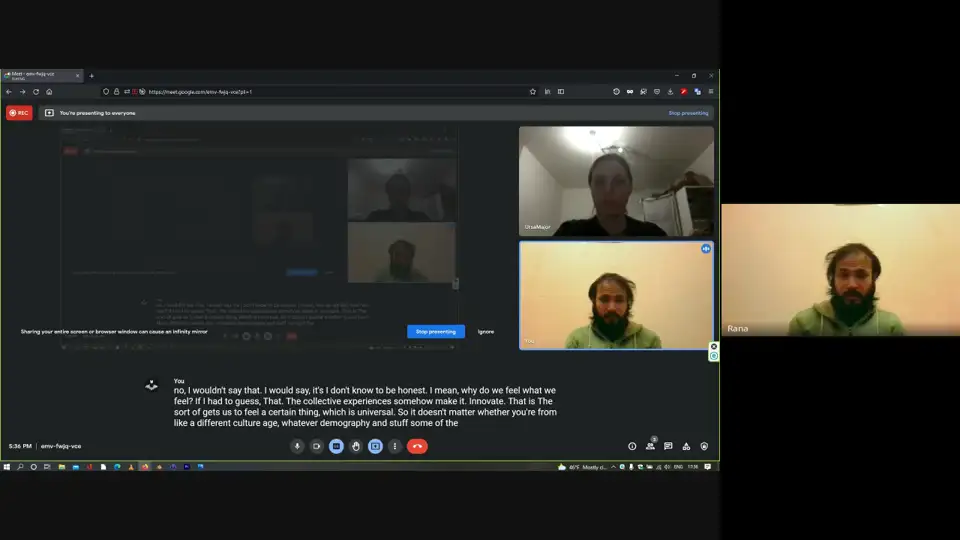 Meet - emv-fwjq-vce
https://meet.google.com/emv-fwjq-vce?pli=1
REC
You're presenting to everyone
Stop presenting
UrsaMajor
You
Rana
Sharing your entire screen or browser window can cause an infinity mirror
Stop presenting
Ignore
You
no, I wouldn't say that. I would say, it's I don't know to be honest. I mean, why do we feel what we
feel? If I had to guess, That. The collective experiences somehow make it. Innovate. That is The
sort of gets us to feel a certain thing, which is universal. So it doesn't matter whether you're from
like a different culture age, whatever demography and stuff some of the
5:36 PM | emv-fwjq-vce
46°F Mostly d...
ENG